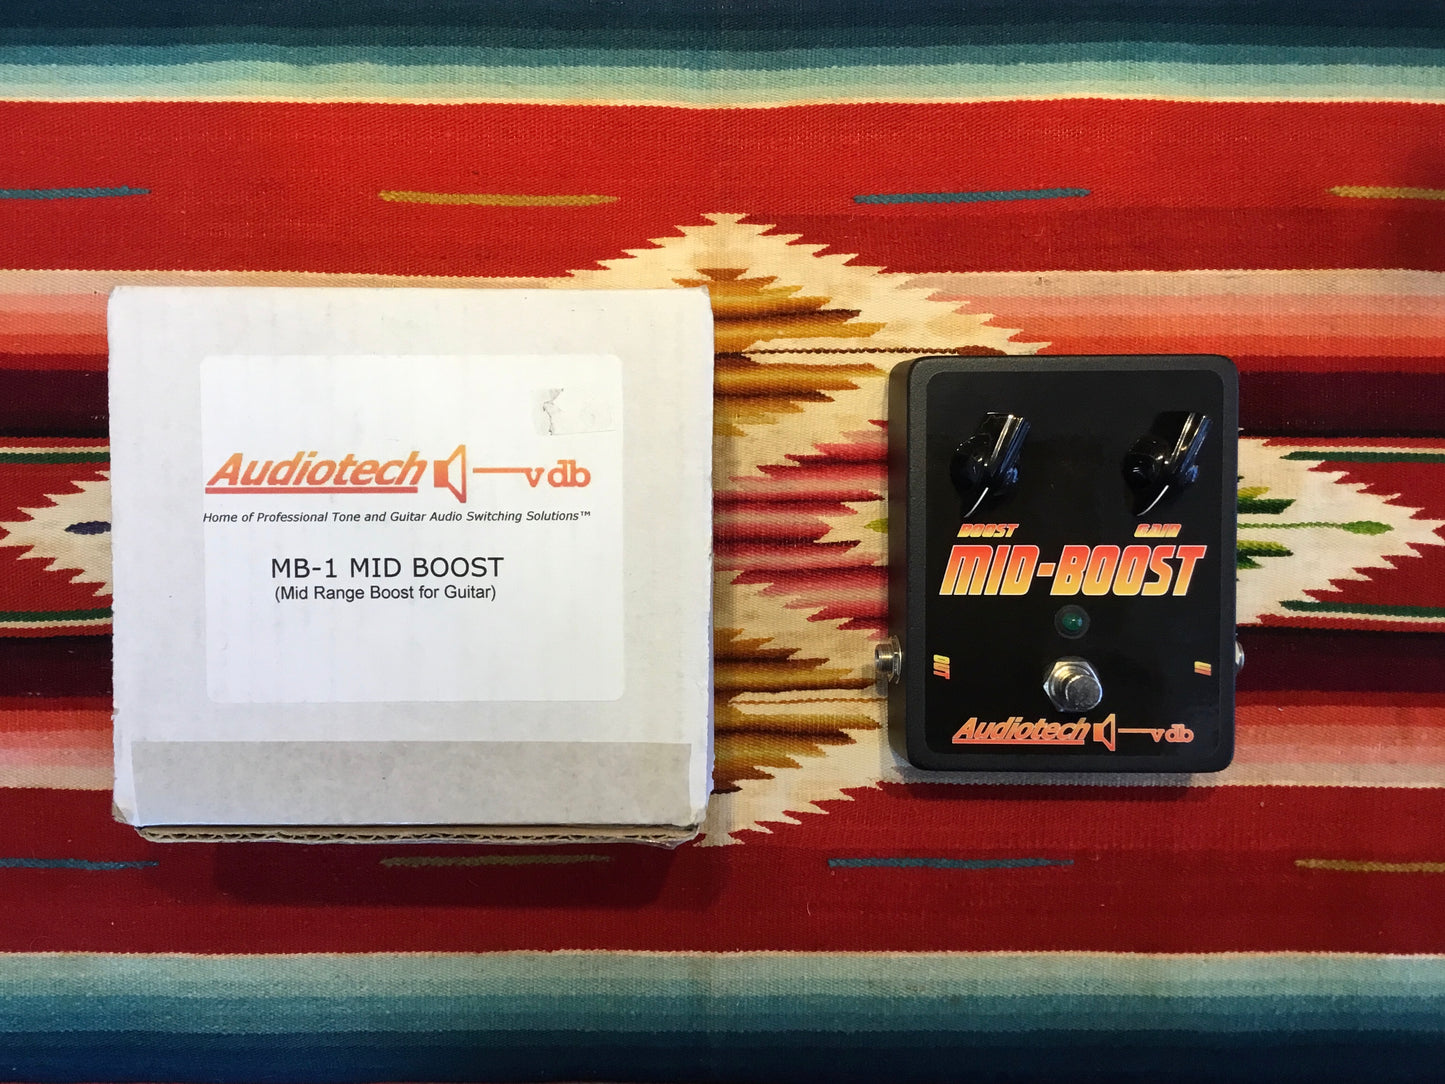 Audiotech vdb
Home of Professional Tone and Guitar Audio Switching Solutions™
MB-1 MID BOOST
(Mid Range Boost for Guitar)
BOOST GAIN
MID-BOOST
OUT IN
Audiotech vdb